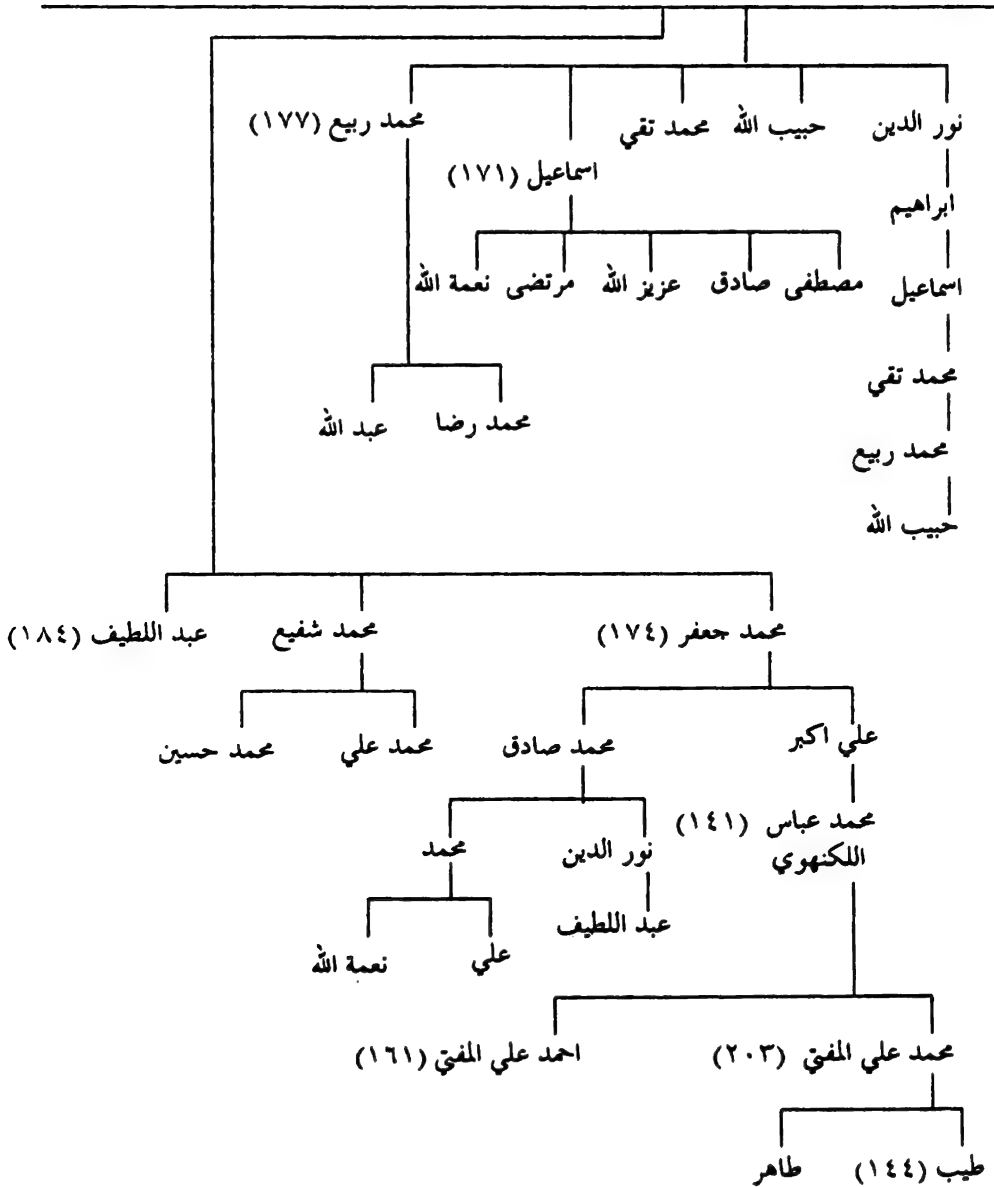 نور الدين حبيب الله محمد تقي محمد ربيع (١٧٧)
اسماعيل (١٧١)
ابراهيم
مصطفى صادق عزيز الله مرتضى نعمة الله
اسماعيل
محمد تقي
محمد رضا عبد الله
محمد ربيع
حبيب الله
محمد جعفر (١٧٤) محمد شفيع عبد اللطيف (١٨٤)
علي اكبر محمد صادق محمد علي محمد حسين
محمد عباس (١٤١)
اللكنهوي
نور الدين محمد
عبد اللطيف
علي نعمة الله
محمد علي المفتي (٢٠٣) احمد علي المفتي (١٦١)
طيب (١٤٤) طاهر